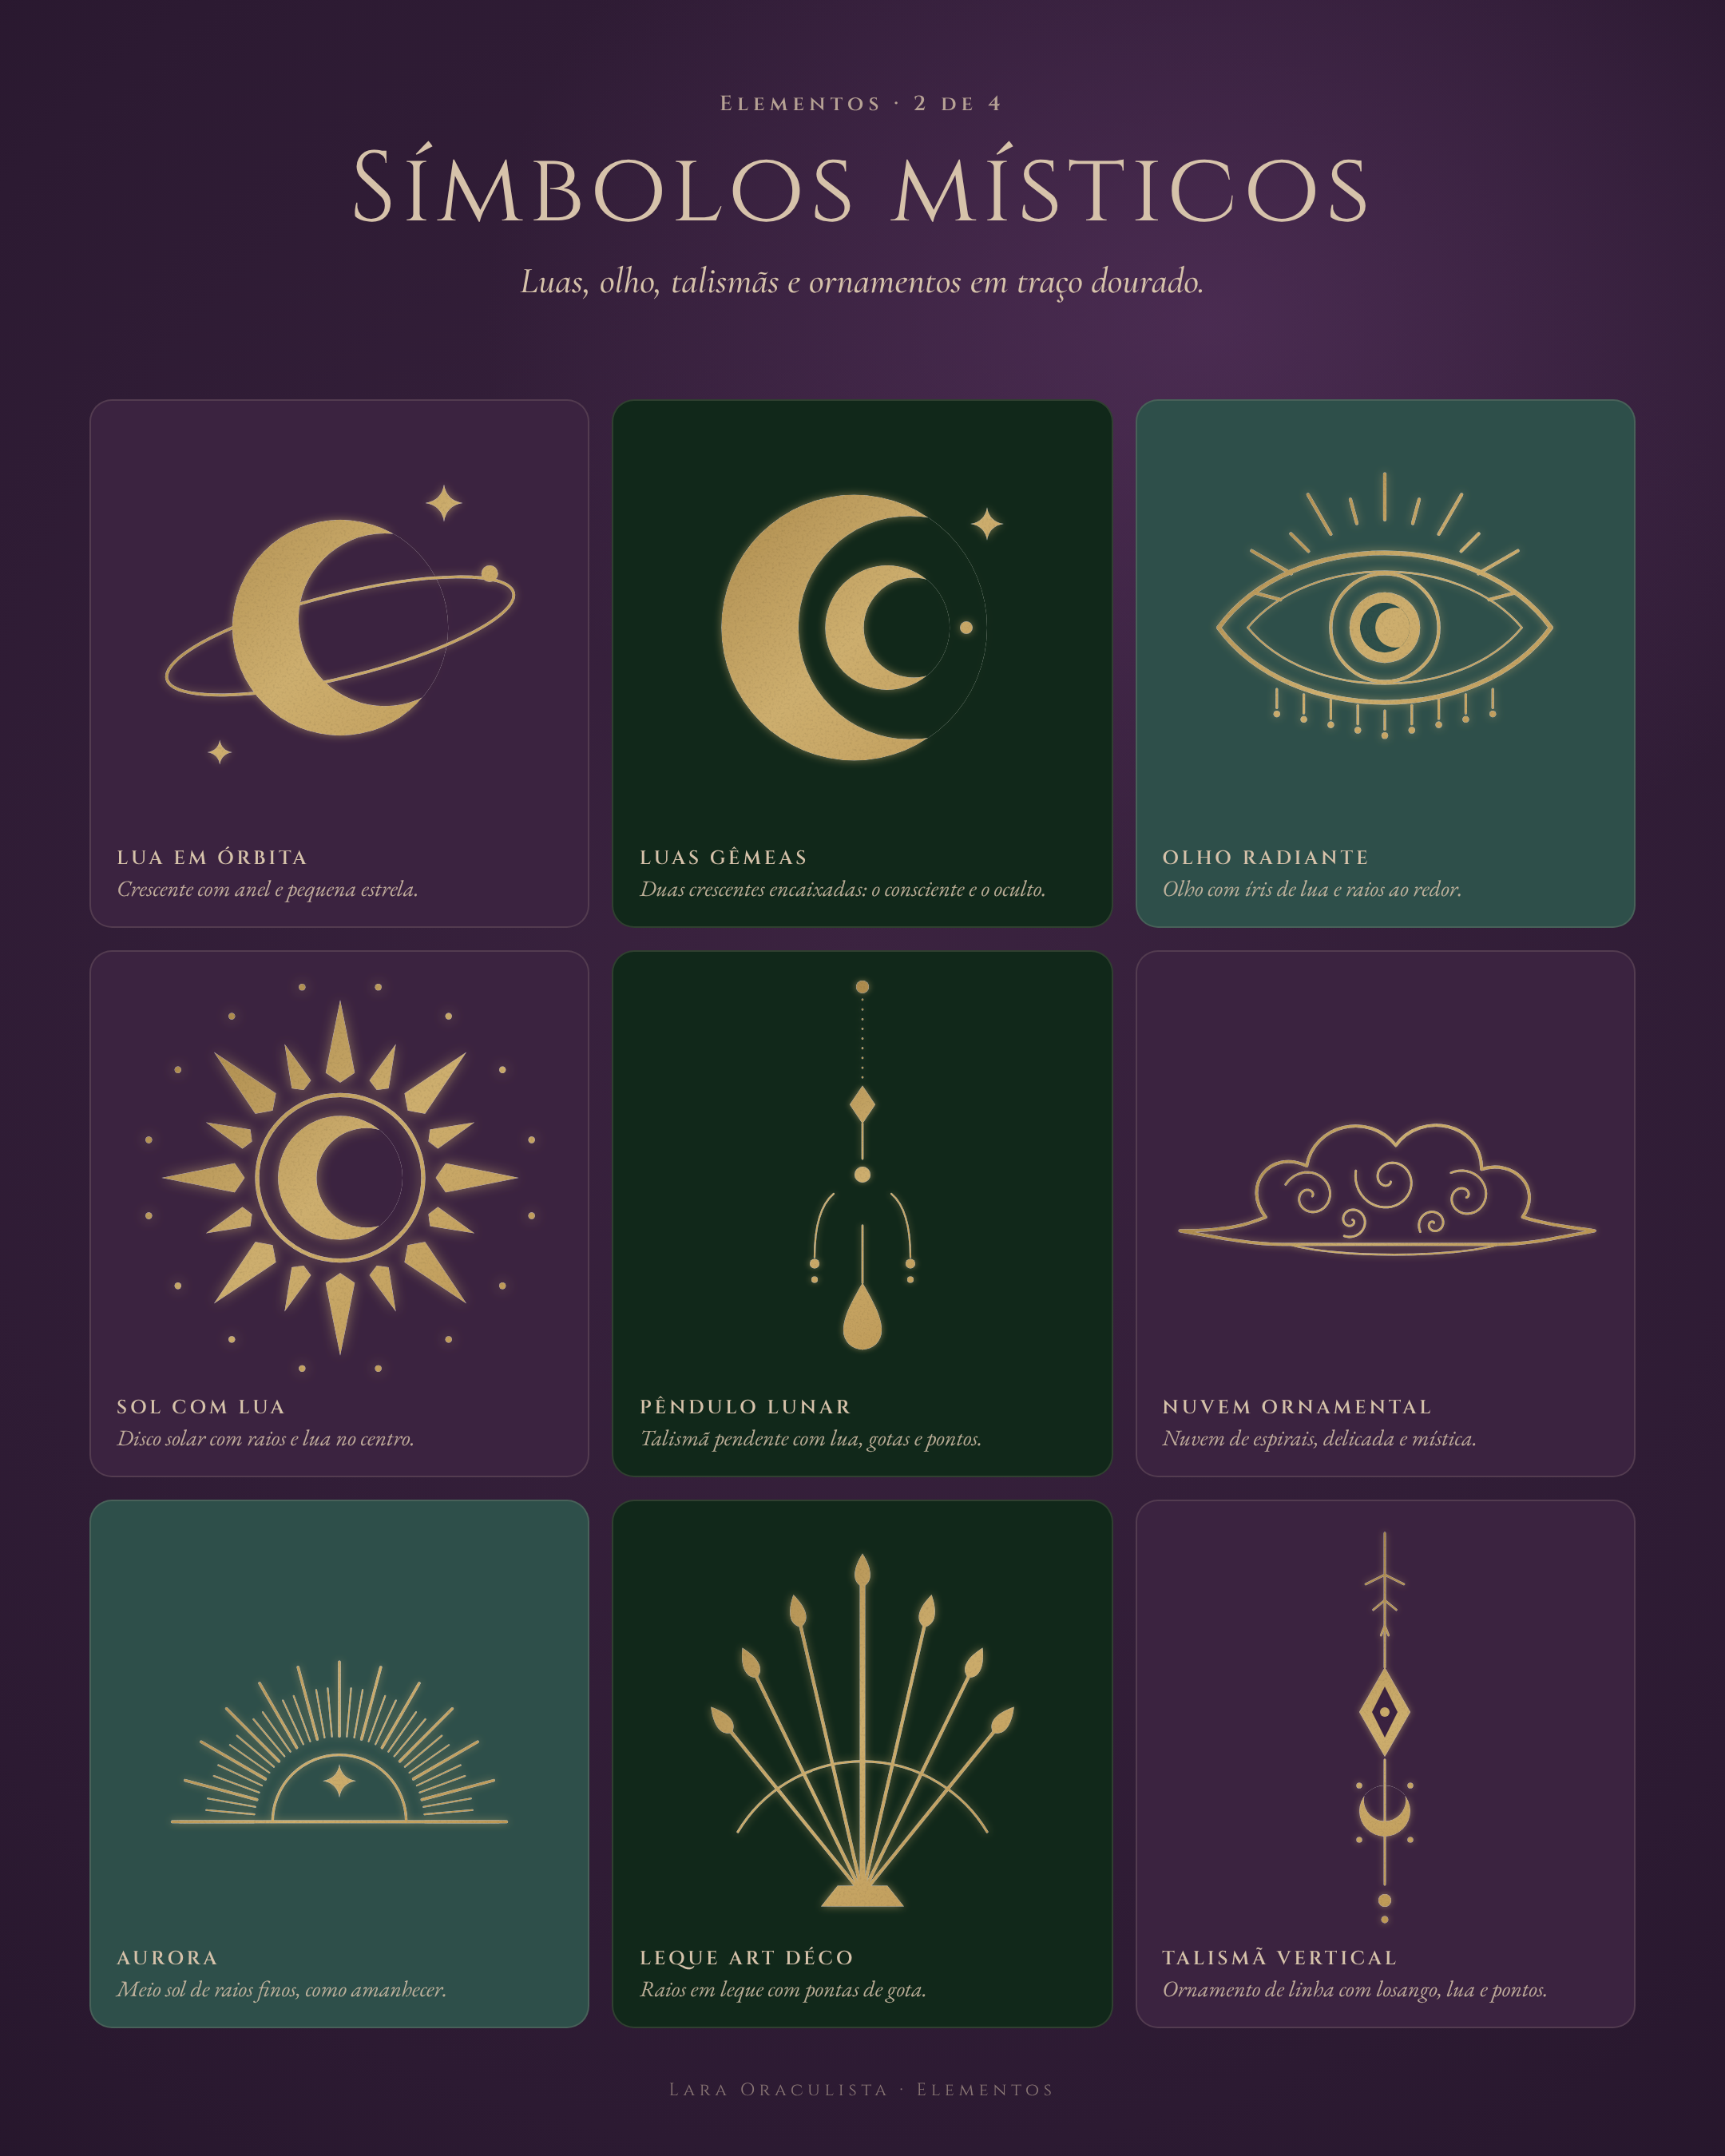 Elementos · 2 de 4
Símbolos místicos
Luas, olho, talismãs e ornamentos em traço dourado.
LUA EM ÓRBITA
Crescente com anel e pequena estrela.
LUAS GÊMEAS
Duas crescentes encaixadas: o consciente e o oculto.
OLHO RADIANTE
Olho com íris de lua e raios ao redor.
SOL COM LUA
Disco solar com raios e lua no centro.
PÊNDULO LUNAR
Talismã pendente com lua, gotas e pontos.
NUVEM ORNAMENTAL
Nuvem de espirais, delicada e mística.
AURORA
Meio sol de raios finos, como amanhecer.
LEQUE ART DÉCO
Raios em leque com pontas de gota.
TALISMÃ VERTICAL
Ornamento de linha com losango, lua e pontos.
Lara Oraculista · Elementos